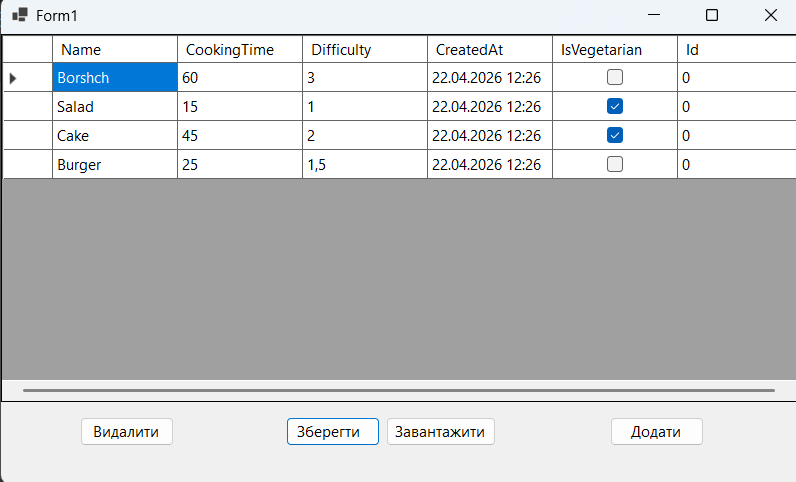 Form1
Name CookingTime Difficulty CreatedAt IsVegetarian Id
Borshch 60 3 22.04.2026 12:26 0
Salad 15 1 22.04.2026 12:26 0
Cake 45 2 22.04.2026 12:26 0
Burger 25 1,5 22.04.2026 12:26 0
Видалити Зберегти Завантажити Додати